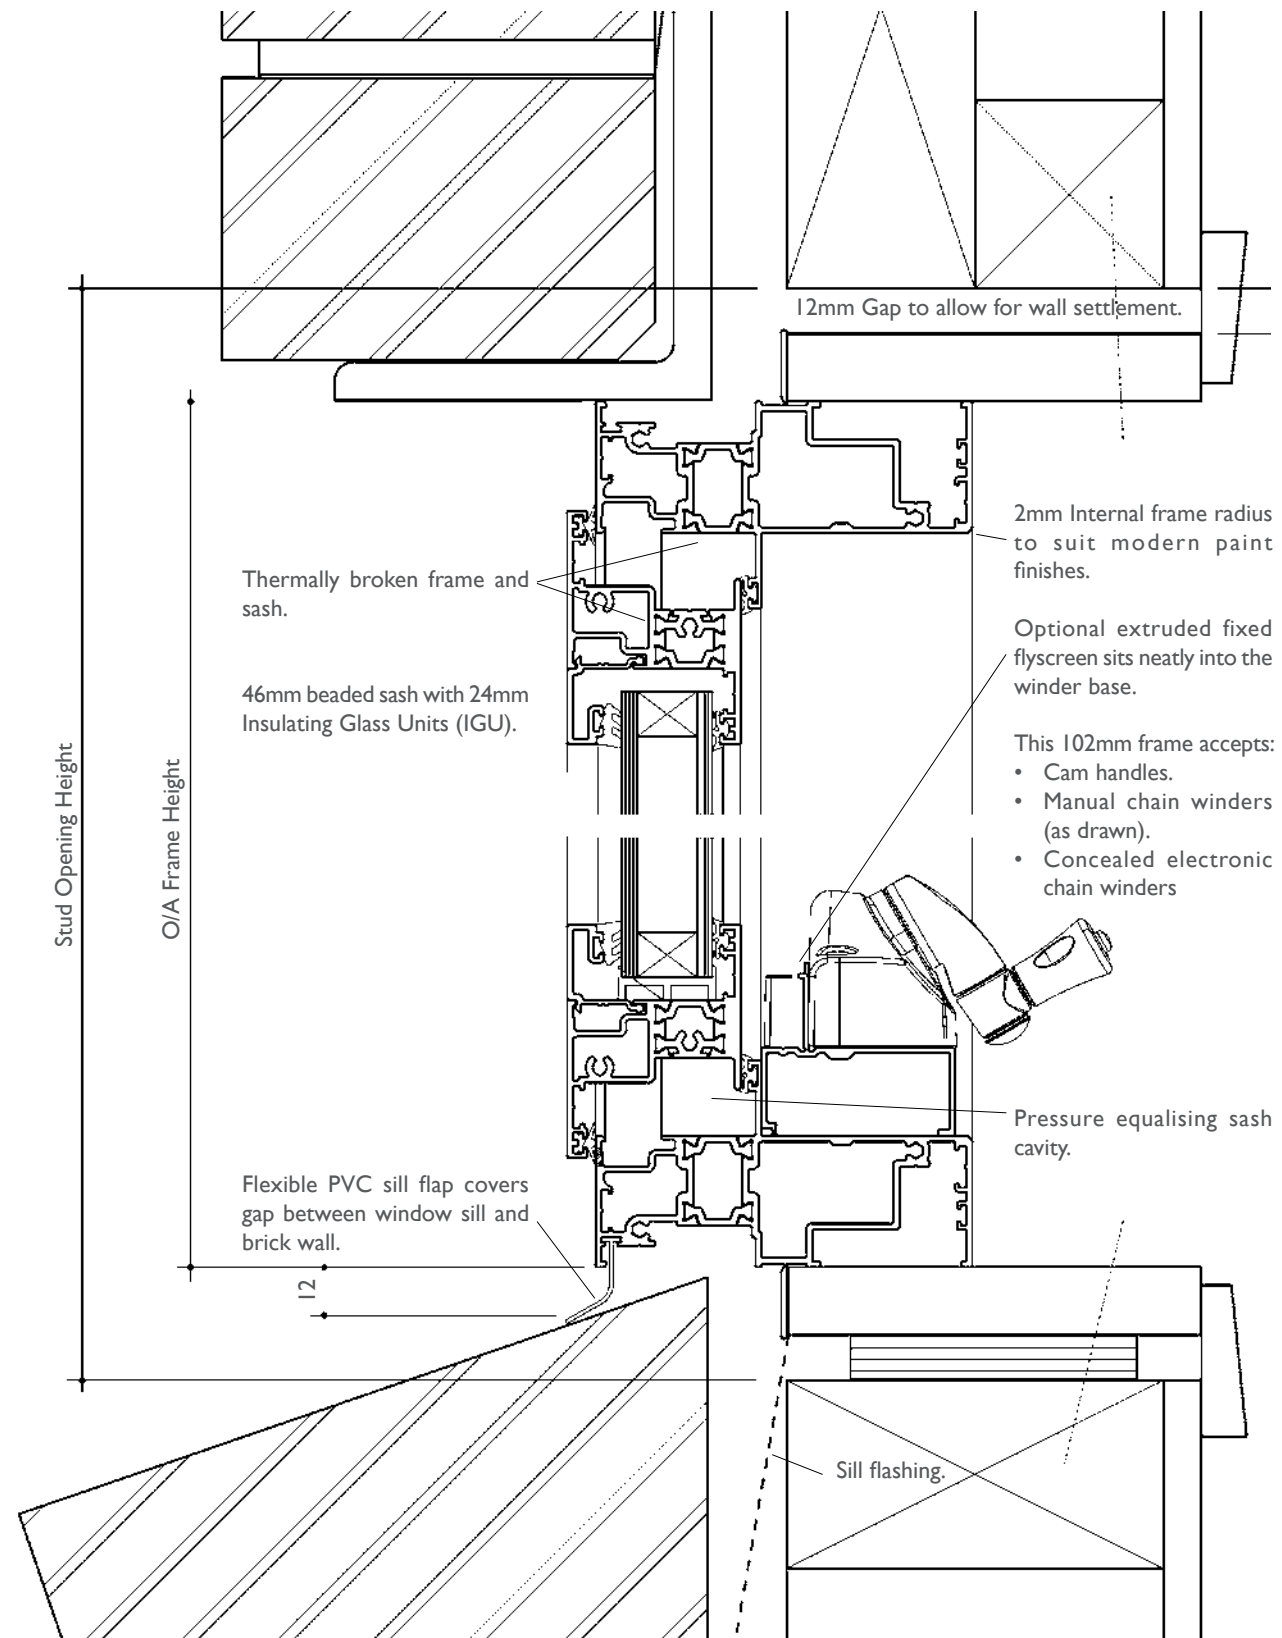 12mm Gap to allow for wall settlement.
2mm Internal frame radius
to suit modern paint
finishes.
Thermally broken frame and
sash.
Optional extruded fixed
flyscreen sits neatly into the
winder base.
46mm beaded sash with 24mm
Insulating Glass Units (IGU).
This 102mm frame accepts:
• Cam handles.
• Manual chain winders
(as drawn).
• Concealed electronic
chain winders
Stud Opening Height
O/A Frame Height
Pressure equalising sash
cavity.
Flexible PVC sill flap covers
gap between window sill and
brick wall.
12
Sill flashing.